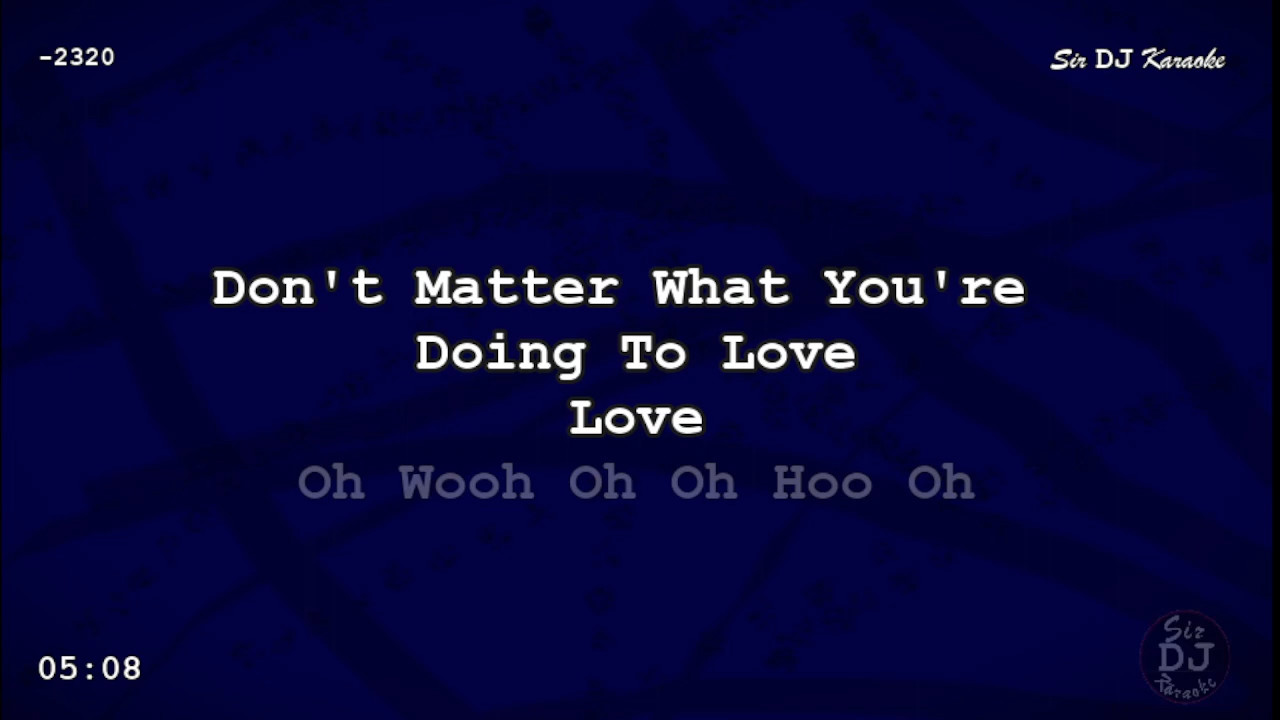 -2320
Sir DJ Karaoke
Don't Matter What You're
Doing To Love
Love
Oh Wooh Oh Oh Hoo Oh
05:08
Sir
DJ
Karaoke